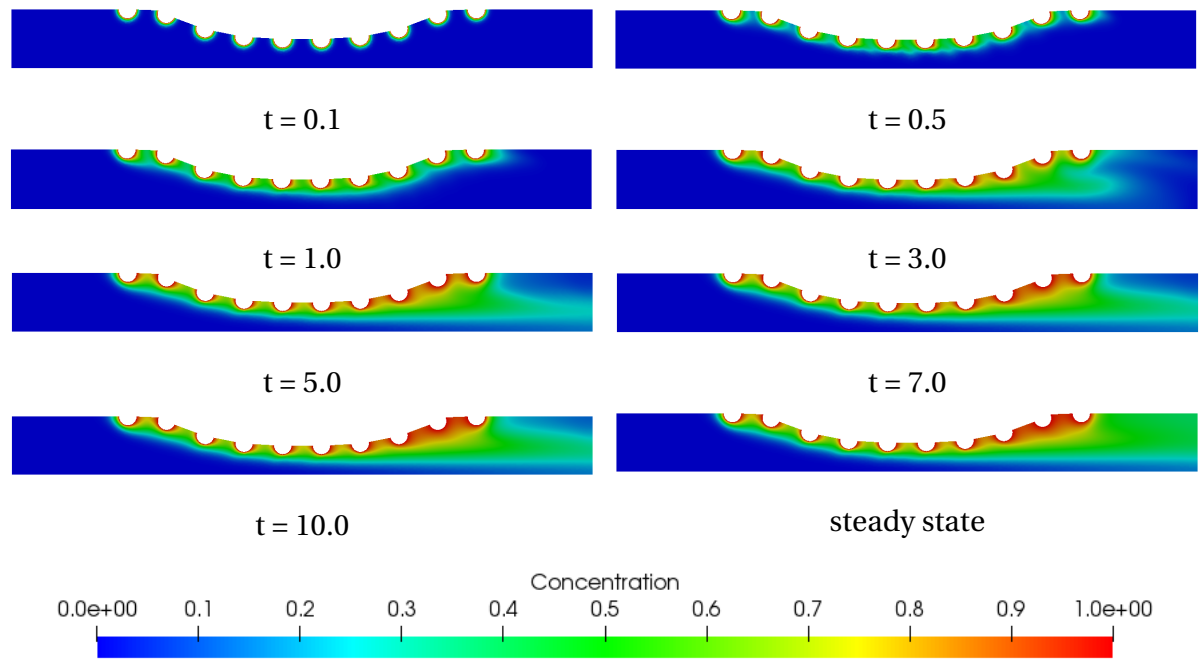 t = 0.1
t = 0.5
t = 1.0
t = 3.0
t = 5.0
t = 7.0
t = 10.0
steady state
Concentration
0.0e+00 0.1 0.2 0.3 0.4 0.5 0.6 0.7 0.8 0.9 1.0e+00